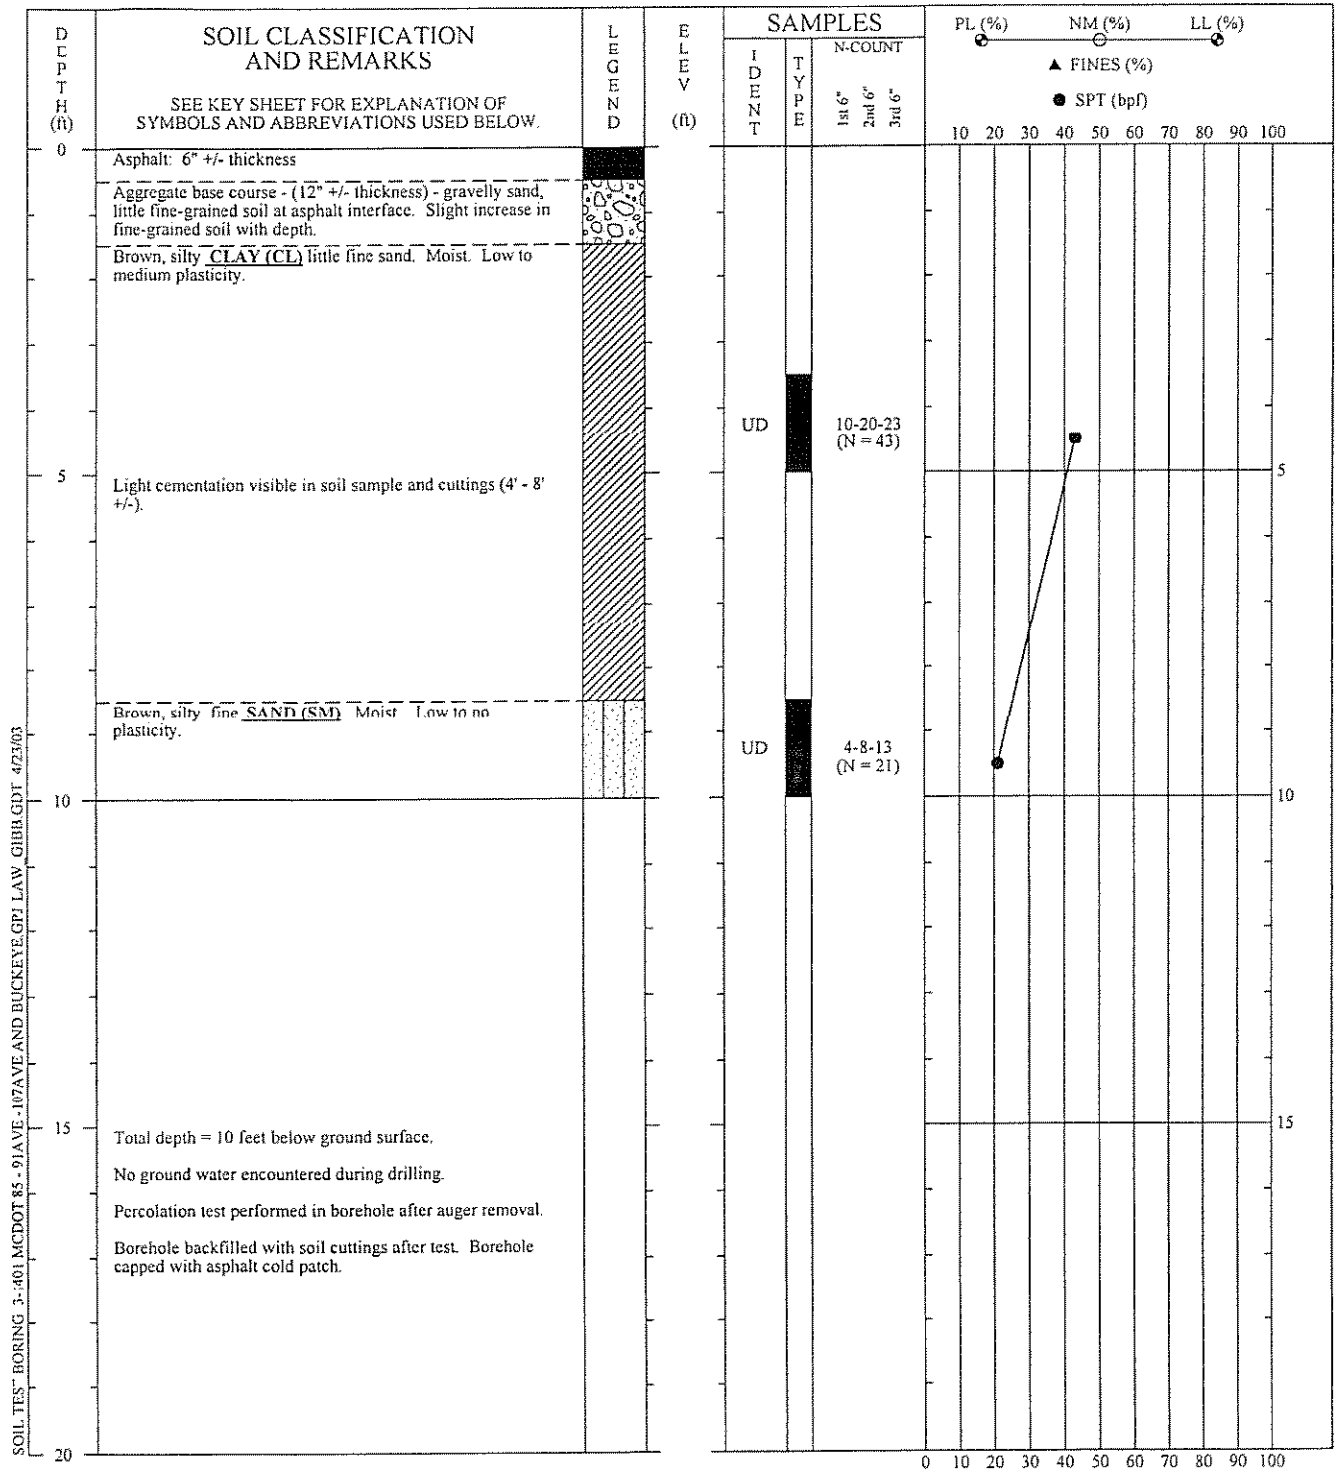 DEPTH (ft)
SOIL CLASSIFICATION
AND REMARKS
SEE KEY SHEET FOR EXPLANATION OF
SYMBOLS AND ABBREVIATIONS USED BELOW.
LEGEND
ELEV (ft)
SAMPLES
IDENT
TYPE
N-COUNT
1st 6"
2nd 6"
3rd 6"
PL (%) NM (%) LL (%)
▲ FINES (%)
● SPT (bpf)
10 20 30 40 50 60 70 80 90 100
0
Asphalt: 6" +/- thickness
Aggregate base course - (12" +/- thickness) - gravelly sand,
little fine-grained soil at asphalt interface. Slight increase in
fine-grained soil with depth.
Brown, silty CLAY (CL) little fine sand. Moist. Low to
medium plasticity.
UD
10-20-23
(N = 43)
5
5
Light cementation visible in soil sample and cuttings (4' - 8'
+/-).
Brown, silty fine SAND (SM) Moist Low to no
plasticity.
UD
4-8-13
(N = 21)
10
10
15
15
Total depth = 10 feet below ground surface.
No ground water encountered during drilling.
Percolation test performed in borehole after auger removal.
Borehole backfilled with soil cuttings after test. Borehole
capped with asphalt cold patch.
20
0 10 20 30 40 50 60 70 80 90 100
SOIL TEST BORING MCDOT 85 - 91AVE -107AVE AND BUCKEYE.GPJ LAW_GIBB.GDT 4/23/03